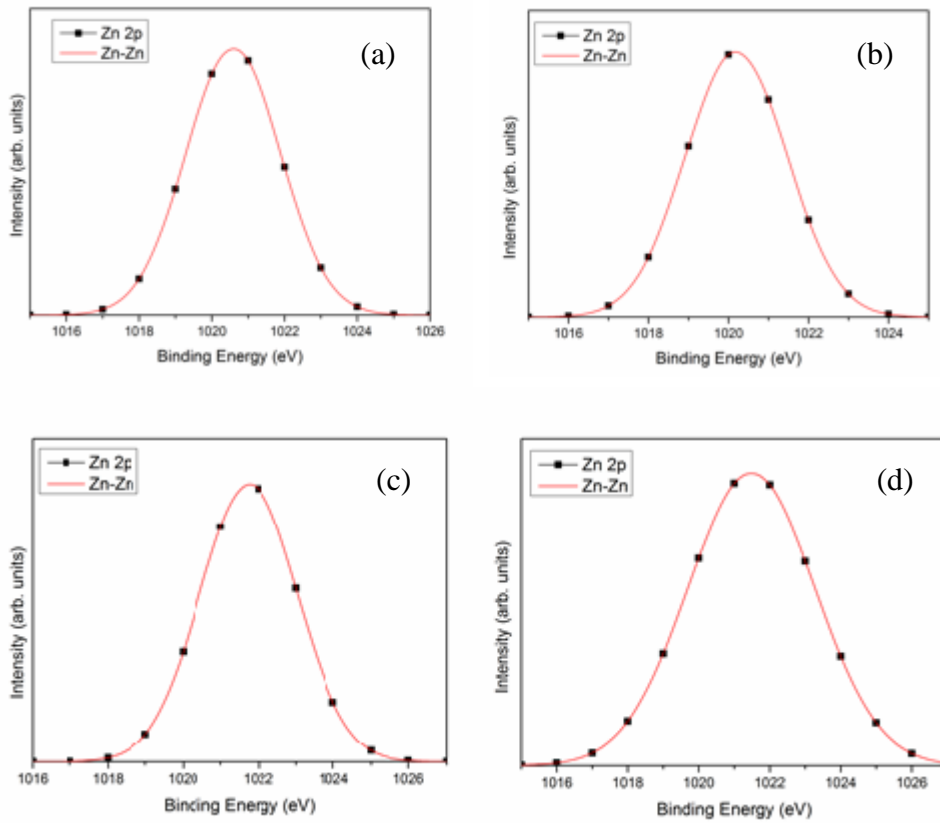 Zn 2p
Zn-Zn
(a)
Intensity (arb. units)
1016 1018 1020 1022 1024 1026
Binding Energy (eV)
Zn 2p
Zn-Zn
(b)
Intensity (arb. units)
1016 1018 1020 1022 1024
Binding Energy (eV)
Zn 2p
Zn-Zn
(c)
Intensity (arb. units)
1016 1018 1020 1022 1024 1026
Binding Energy (eV)
Zn 2p
Zn-Zn
(d)
Intensity (arb. units)
1016 1018 1020 1022 1024 1026
Binding Energy (eV)